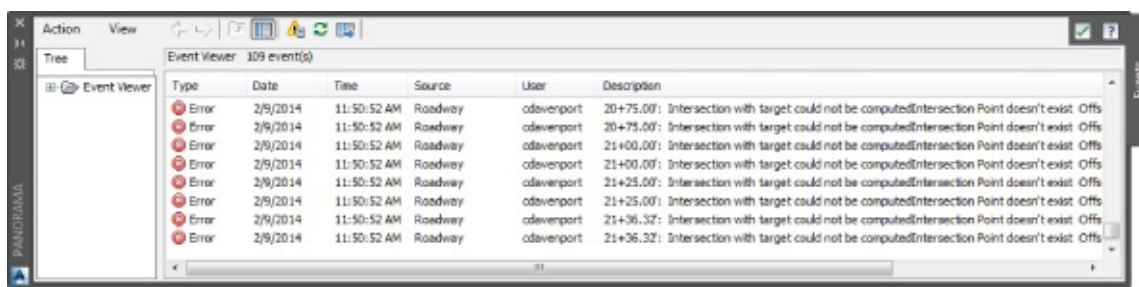 Action View
Tree
Event Viewer 109 event(s)
Event Viewer
Type Date Time Source User Description
Error 2/9/2014 11:50:52 AM Roadway cdavenport 20+75.00': Intersection with target could not be computedIntersection Point doesn't exist Offs
Error 2/9/2014 11:50:52 AM Roadway cdavenport 20+75.00': Intersection with target could not be computedIntersection Point doesn't exist Offs
Error 2/9/2014 11:50:52 AM Roadway cdavenport 21+00.00': Intersection with target could not be computedIntersection Point doesn't exist Offs
Error 2/9/2014 11:50:52 AM Roadway cdavenport 21+00.00': Intersection with target could not be computedIntersection Point doesn't exist Offs
Error 2/9/2014 11:50:52 AM Roadway cdavenport 21+25.00': Intersection with target could not be computedIntersection Point doesn't exist Offs
Error 2/9/2014 11:50:52 AM Roadway cdavenport 21+25.00': Intersection with target could not be computedIntersection Point doesn't exist Offs
Error 2/9/2014 11:50:52 AM Roadway cdavenport 21+36.32': Intersection with target could not be computedIntersection Point doesn't exist Offs
Error 2/9/2014 11:50:52 AM Roadway cdavenport 21+36.32': Intersection with target could not be computedIntersection Point doesn't exist Offs
PANORAMA